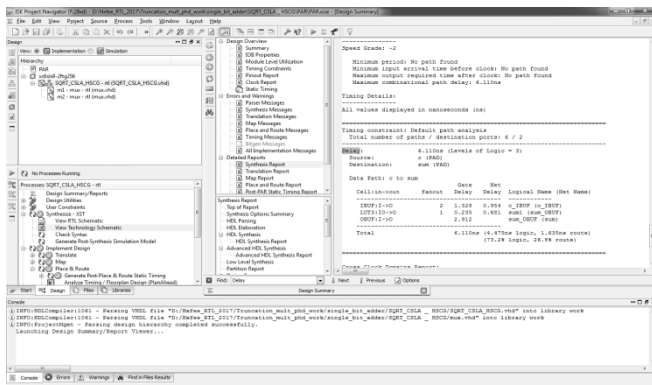 ISE Project Navigator (P.28xd) - D:\Nafee_RTL_2017\Truncation_mult_phd_work\single_bit_adder\SQRT_CSLA _ HSCG\PAR\PAR.xise - [Design Summary]
File Edit View Project Source Process Tools Window Layout Help
Design
View: Implementation Simulation
Hierarchy
PAR
SQRT_CSLA_HSCG - rtl (SQRT_CSLA_HSCG.vhd)
m1 - mux - rtl (mux.vhd)
m2 - mux - rtl (mux.vhd)
No Processes Running
Processes: SQRT_CSLA_HSCG - rtl
Design Summary/Reports
Design Utilities
User Constraints
Synthesize - XST
View RTL Schematic
View Technology Schematic
Check Syntax
Generate Post-Synthesis Simulation Model
Implement Design
Translate
Map
Place & Route
Generate Post-Place & Route Static Timing
Analyze Timing / Floorplan Design (PlanAhead)
Start Design Files Libraries
Design Overview
Summary
IOB Properties
Module Level Utilization
Timing Constraints
Pinout Report
Clock Report
Static Timing
Errors and Warnings
Parser Messages
Synthesis Messages
Translation Messages
Map Messages
Place and Route Messages
Timing Messages
Bitgen Messages
All Implementation Messages
Detailed Reports
Synthesis Report
Translation Report
Map Report
Place and Route Report
Post-PAR Static Timing Report
Synthesis Report
Top of Report
Synthesis Options Summary
HDL Parsing
HDL Elaboration
HDL Synthesis
HDL Synthesis Report
Advanced HDL Synthesis
Advanced HDL Synthesis Report
Low Level Synthesis
Partition Report
Speed Grade: -2
Minimum period: No path found
Minimum input arrival time before clock: No path found
Maximum output required time after clock: No path found
Maximum combinational path delay: 6.110ns
Timing Details:
All values displayed in nanoseconds (ns)
Timing constraint: Default path analysis
Total number of paths / destination ports: 6 / 2
Delay: 6.110ns (Levels of Logic = 3)
Source: c (PAD)
Destination: sum (PAD)
Data Path: c to sum
Gate Net
Cell:in->out Fanout Delay Delay Logical Name (Net Name)
IBUF:I->O 2 1.328 0.954 c_IBUF (c_IBUF)
LUT3:I0->O 1 0.235 0.681 sum1 (sum_OBUF)
OBUF:I->O 2.912 sum_OBUF (sum)
Total 6.110ns (4.475ns logic, 1.635ns route)
(73.2% logic, 26.8% route)
Cross Clock Domains Report:
Find: Delay Next Previous Options
Design Summary
Console
INFO:HDLCompiler:1061 - Parsing VHDL file "D:/Nafee_RTL_2017/Truncation_mult_phd_work/single_bit_adder/SQRT_CSLA _ HSCG/SQRT_CSLA_HSCG.vhd" into library work
INFO:HDLCompiler:1061 - Parsing VHDL file "D:/Nafee_RTL_2017/Truncation_mult_phd_work/single_bit_adder/SQRT_CSLA _ HSCG/mux.vhd" into library work
INFO:ProjectMgmt - Parsing design hierarchy completed successfully.
Launching Design Summary/Report Viewer...
Console Errors Warnings Find in Files Results